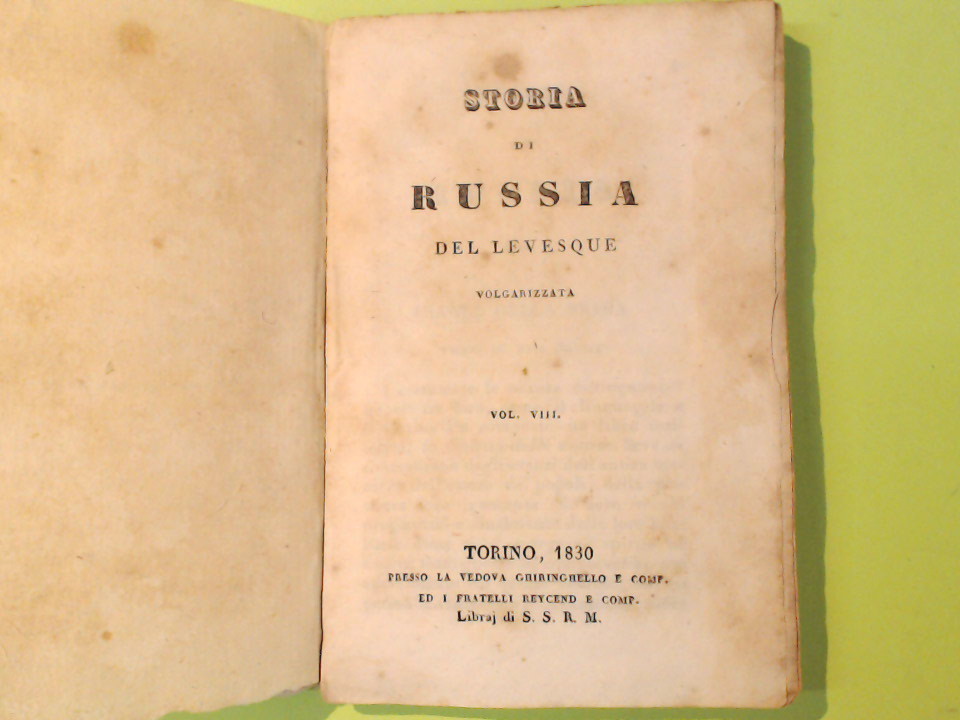 STORIA
DI
RUSSIA
DEL LEVESQUE
VOLGARIZZATA
VOL. VIII.
TORINO, 1830
PRESSO LA VEDOVA GHIRINGHELLO E COMP.
ED I FRATELLI REYCEND E COMP.
Libraj di S. S. R. M.